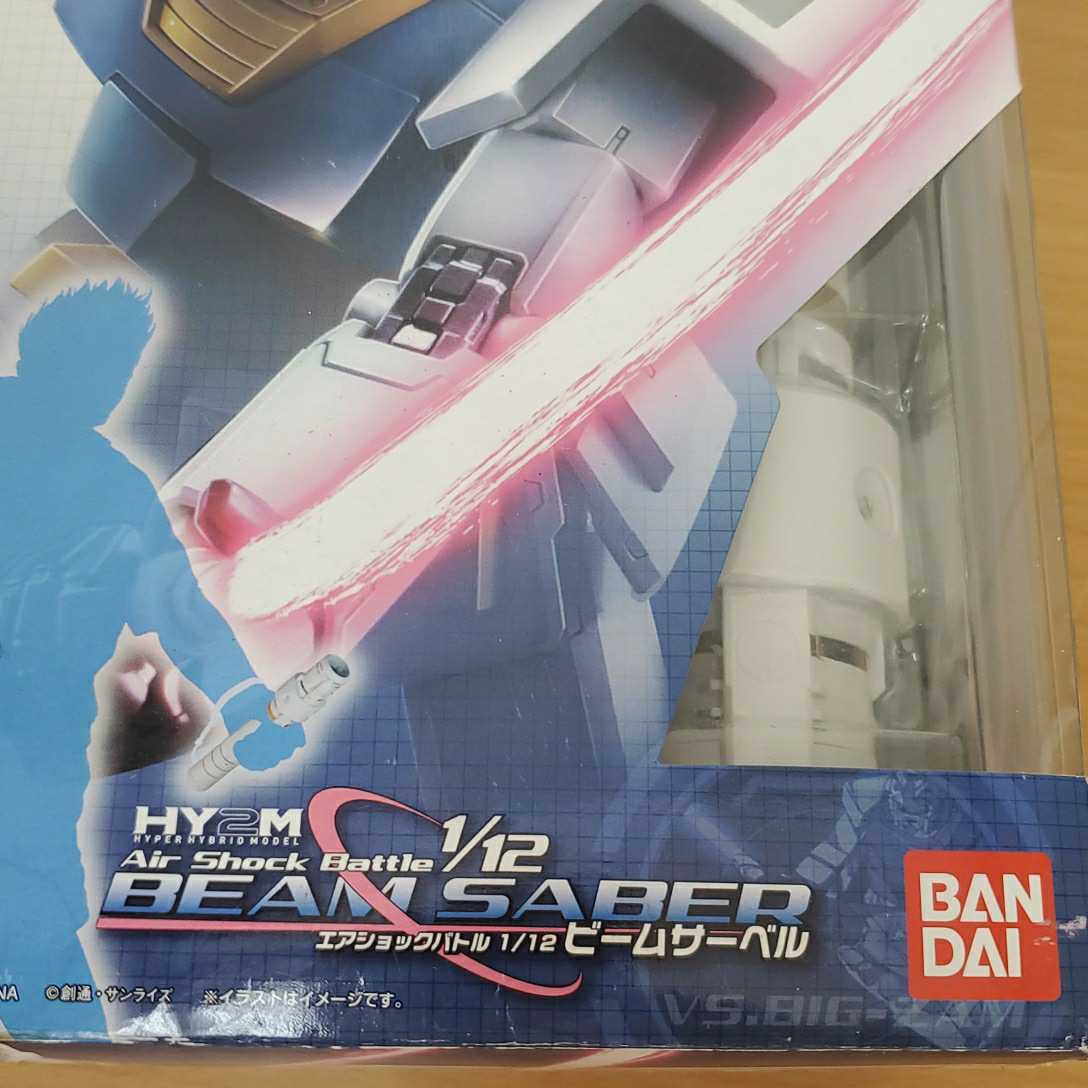 HY2M
HYPER HYBRID MODEL
Air Shock Battle 1/12
BEAM SABER
エアショックバトル 1/12 ビームサーベル
BAN
DAI
NA ©創通・サンライズ ※イラストはイメージです。
VS.BIG-ZAM